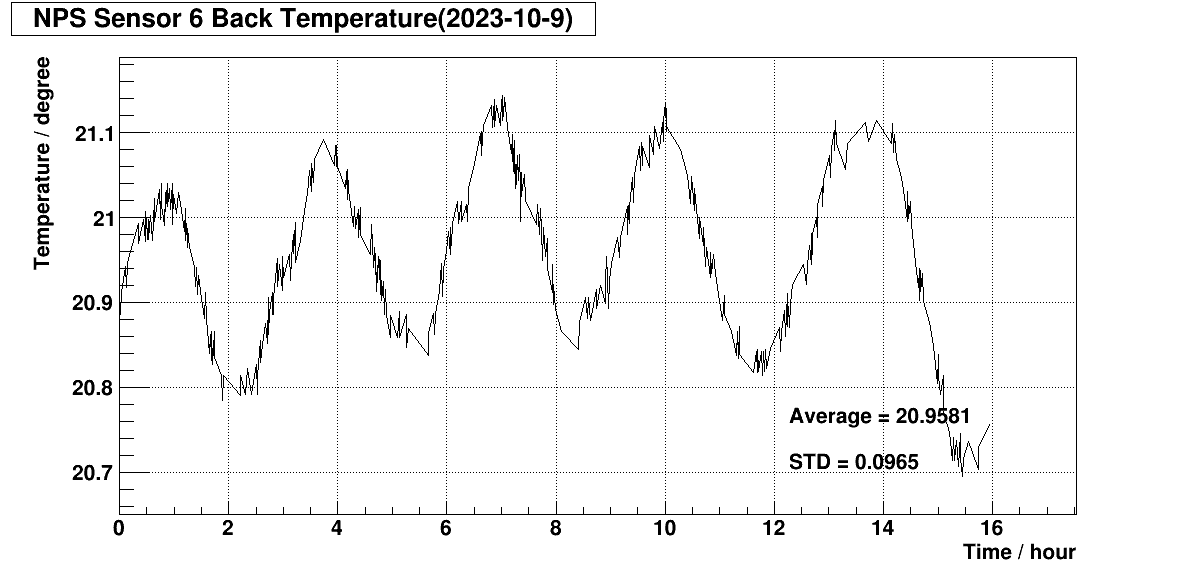 NPS Sensor 6 Back Temperature(2023-10-9)
Temperature / degree
21.1
21
20.9
20.8
20.7
Average = 20.9581
STD = 0.0965
0 2 4 6 8 10 12 14 16
Time / hour